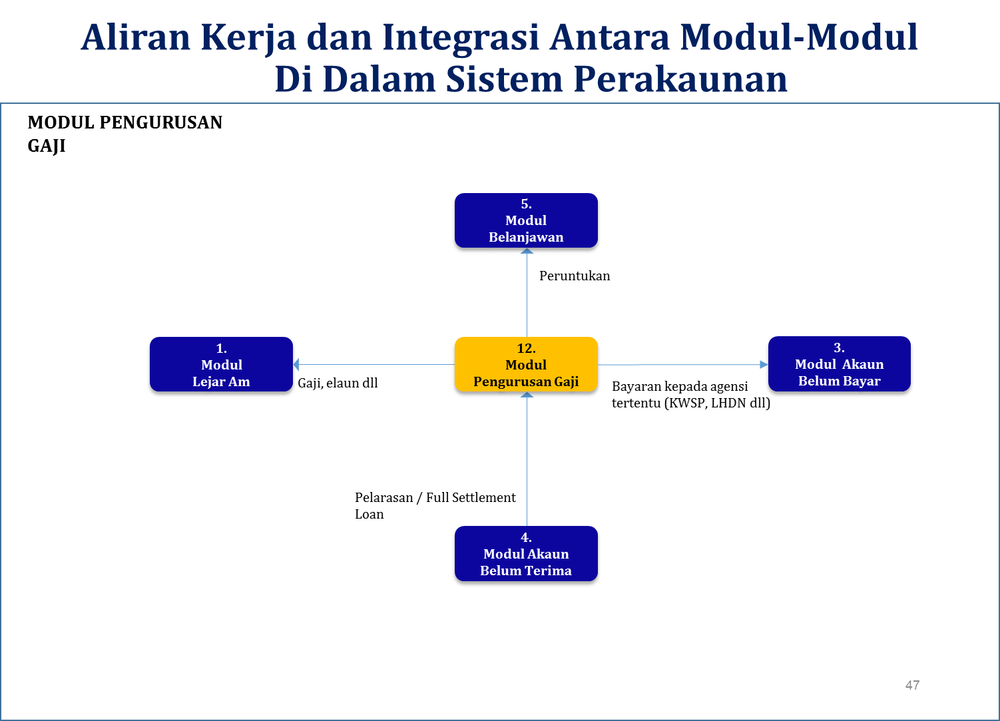 Aliran Kerja dan Integrasi Antara Modul-Modul
Di Dalam Sistem Perakaunan
MODUL PENGURUSAN
GAJI
5.
Modul
Belanjawan
Peruntukan
1.
Modul
Lejar Am
Gaji, elaun dll
12.
Modul
Pengurusan Gaji
Bayaran kepada agensi
tertentu (KWSP, LHDN dll)
3.
Modul  Akaun
Belum Bayar
Pelarasan / Full Settlement
Loan
4.
Modul Akaun
Belum Terima
47